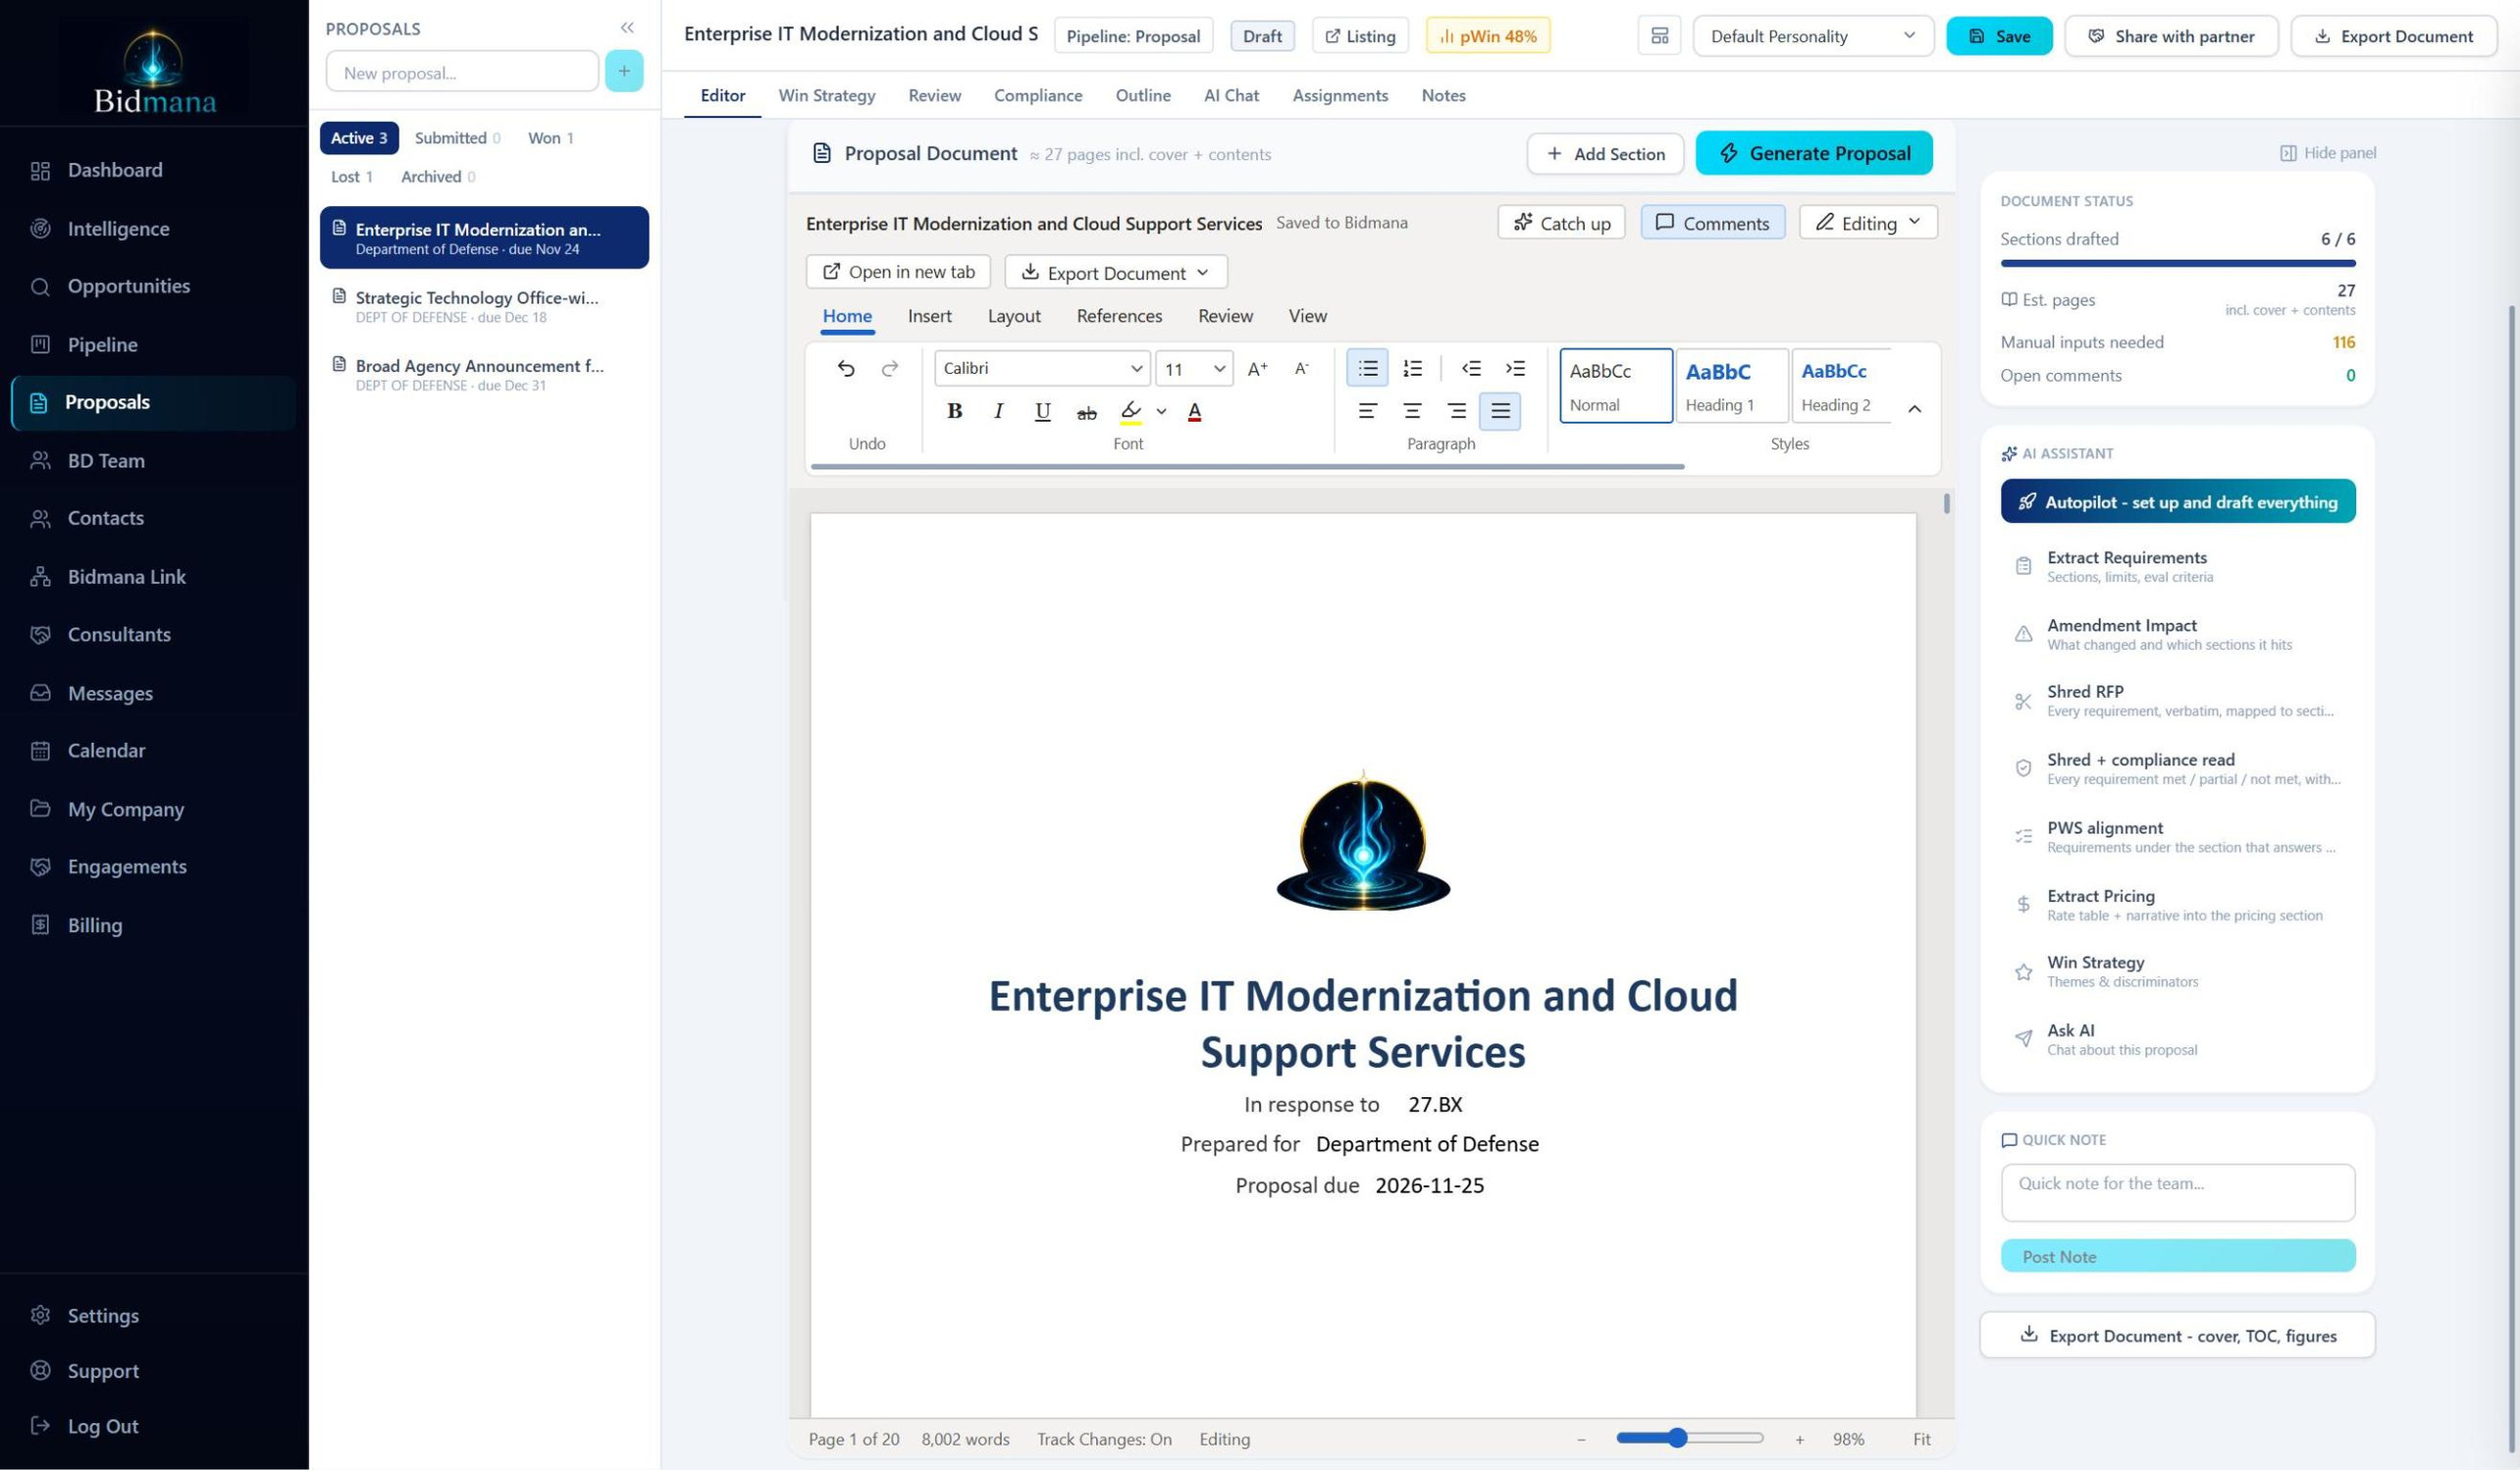 Bidmana
Dashboard
Intelligence
Opportunities
Pipeline
Proposals
BD Team
Contacts
Bidmana Link
Consultants
Messages
Calendar
My Company
Engagements
Billing
Settings
Support
Log Out
PROPOSALS
New proposal...
+
Active 3 Submitted 0 Won 1
Lost 1 Archived 0
Enterprise IT Modernization an...
Department of Defense · due Nov 24
Strategic Technology Office-wi...
DEPT OF DEFENSE · due Dec 18
Broad Agency Announcement f...
DEPT OF DEFENSE · due Dec 31
Enterprise IT Modernization and Cloud S Pipeline: Proposal Draft Listing pWin 48% Default Personality Save Share with partner Export Document
Editor Win Strategy Review Compliance Outline AI Chat Assignments Notes
Proposal Document ≈ 27 pages incl. cover + contents + Add Section Generate Proposal
Enterprise IT Modernization and Cloud Support Services Saved to Bidmana Catch up Comments Editing
Open in new tab Export Document
Home Insert Layout References Review View
Calibri 11 A+ A-
B I U ab A
AaBbCc AaBbC AaBbCc
Normal Heading 1 Heading 2
Undo Font Paragraph Styles
Enterprise IT Modernization and Cloud
Support Services
In response to 27.BX
Prepared for Department of Defense
Proposal due 2026-11-25
Page 1 of 20 8,002 words Track Changes: On Editing − + 98% Fit
Hide panel
DOCUMENT STATUS
Sections drafted 6 / 6
Est. pages 27
incl. cover + contents
Manual inputs needed 116
Open comments 0
AI ASSISTANT
Autopilot - set up and draft everything
Extract Requirements
Sections, limits, eval criteria
Amendment Impact
What changed and which sections it hits
Shred RFP
Every requirement, verbatim, mapped to secti...
Shred + compliance read
Every requirement met / partial / not met, with...
PWS alignment
Requirements under the section that answers ...
Extract Pricing
Rate table + narrative into the pricing section
Win Strategy
Themes & discriminators
Ask AI
Chat about this proposal
QUICK NOTE
Quick note for the team...
Post Note
Export Document - cover, TOC, figures